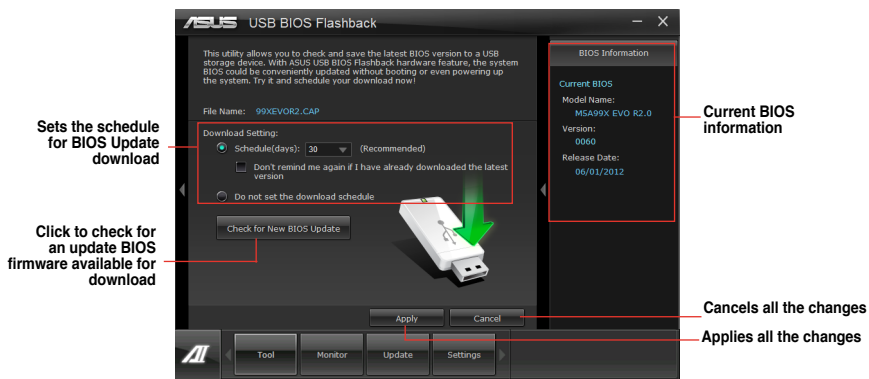 ASUS USB BIOS Flashback
This utility allows you to check and save the latest BIOS version to a USB
storage device. With ASUS USB BIOS Flashback hardware feature, the system
BIOS could be conveniently updated without booting or even powering up
the system. Try it and schedule your download now!
File Name: 99XEVOR2.CAP
Download Setting:
Schedule(days): 30 (Recommended)
Don't remind me again if I have already downloaded the latest
version
Do not set the download schedule
Check for New BIOS Update
Apply Cancel
Tool Monitor Update Settings
BIOS Information
Current BIOS
Model Name:
M5A99X EVO R2.0
Version:
0060
Release Date:
06/01/2012
Sets the schedule
for BIOS Update
download
Click to check for
an update BIOS
firmware available for
download
Current BIOS
information
Cancels all the changes
Applies all the changes